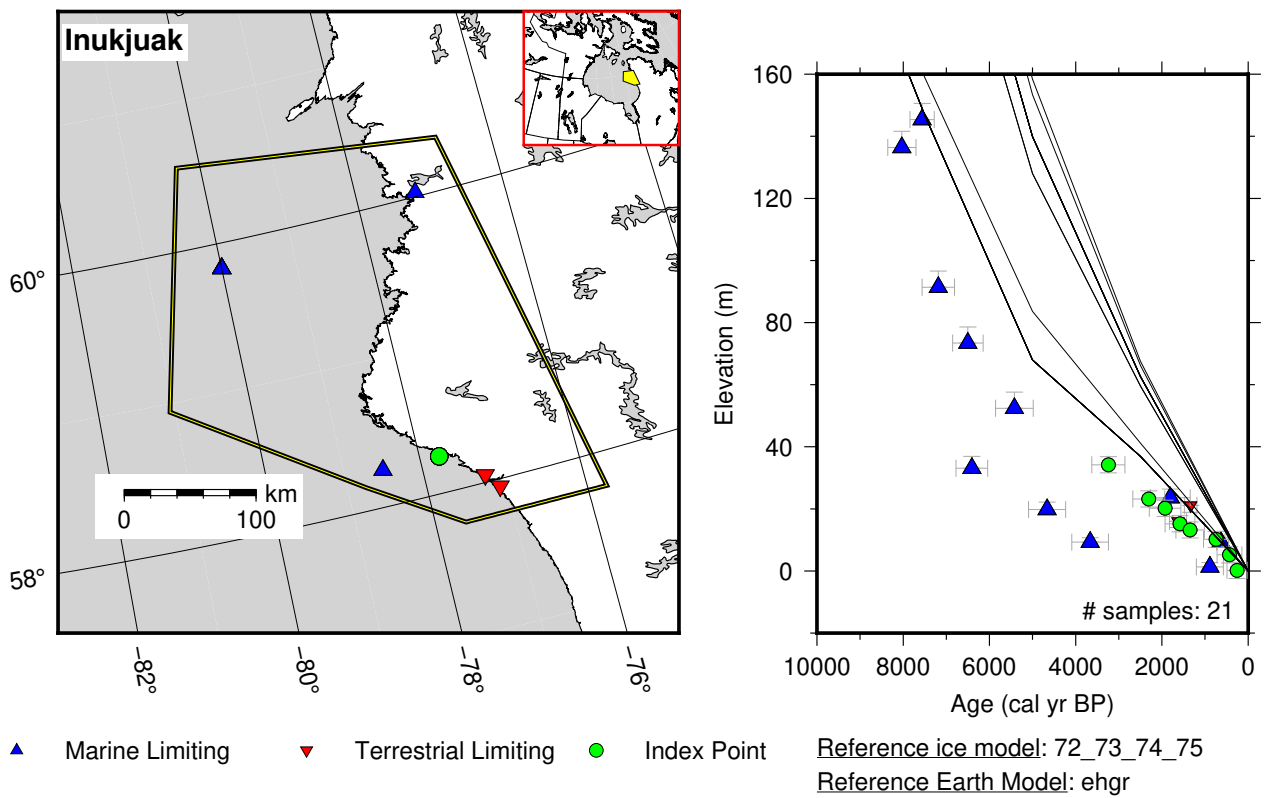 Inukjuak
60°
58°
−82°
−80°
−78°
−76°
km
0
100
160
120
80
40
0
Elevation (m)
# samples: 21
10000
8000
6000
4000
2000
0
Age (cal yr BP)
Marine Limiting
Terrestrial Limiting
Index Point
Reference ice model: 72_73_74_75
Reference Earth Model: ehgr